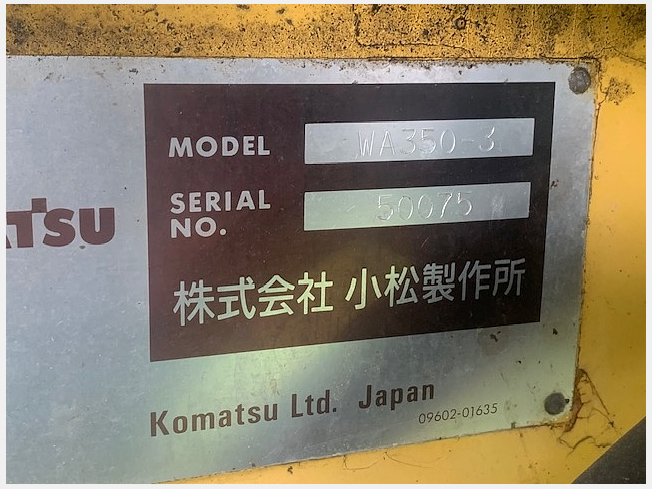 ATSU
MODEL WA350-3
SERIAL NO. 50075
株式会社 小松製作所
Komatsu Ltd. Japan
09602-01635